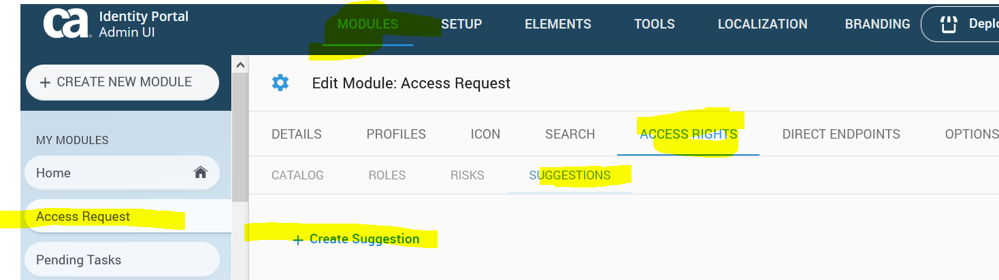 ca Identity Portal
Admin UI
MODULES SETUP ELEMENTS TOOLS LOCALIZATION BRANDING Deplo
+ CREATE NEW MODULE
Edit Module: Access Request
MY MODULES
DETAILS PROFILES ICON SEARCH ACCESS RIGHTS DIRECT ENDPOINTS OPTIONS
Home
CATALOG ROLES RISKS SUGGESTIONS
Access Request
+ Create Suggestion
Pending Tasks